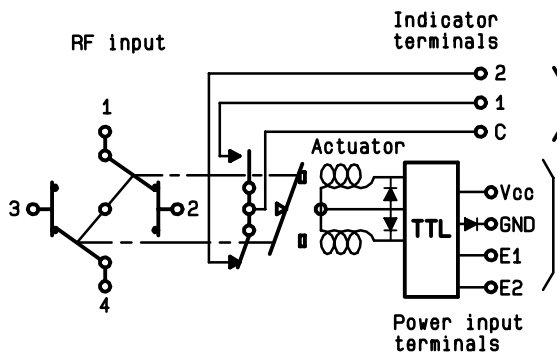 Indicator
terminals
RF input
2
1
C
1
Actuator
3
2
4
TTL
Vcc
GND
E1
E2
Power input
terminals